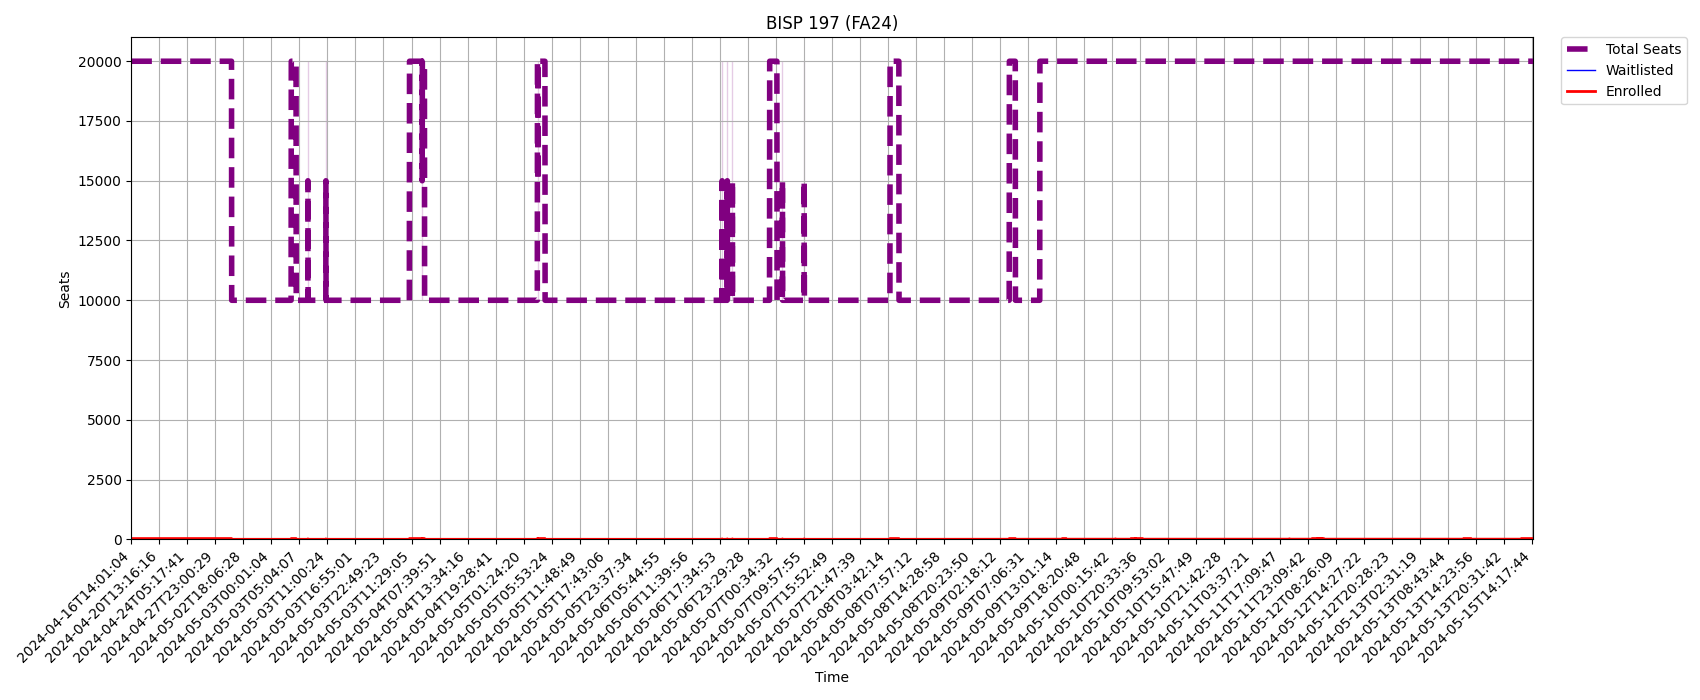 BISP 197 (FA24)
Total Seats
Waitlisted
Enrolled
20000
17500
15000
12500
10000
7500
5000
2500
0
Seats
2024-04-16T14:01:04
2024-04-20T13:16:16
2024-04-24T05:17:41
2024-04-27T23:00:29
2024-05-02T18:06:28
2024-05-03T00:01:04
2024-05-03T05:04:07
2024-05-03T11:00:24
2024-05-03T16:55:01
2024-05-03T22:49:23
2024-05-03T11:29:05
2024-05-04T07:39:51
2024-05-04T13:34:16
2024-05-04T19:28:41
2024-05-05T01:24:20
2024-05-05T05:53:24
2024-05-05T11:48:49
2024-05-05T17:43:06
2024-05-05T23:37:34
2024-05-06T05:44:55
2024-05-06T11:39:56
2024-05-06T17:34:53
2024-05-06T23:29:28
2024-05-07T00:34:32
2024-05-07T09:57:55
2024-05-07T15:52:49
2024-05-07T21:47:39
2024-05-08T03:42:14
2024-05-08T07:57:12
2024-05-08T14:28:58
2024-05-08T20:23:50
2024-05-09T02:18:12
2024-05-09T07:06:31
2024-05-09T13:01:14
2024-05-09T18:20:48
2024-05-10T00:15:42
2024-05-10T20:33:36
2024-05-10T09:53:02
2024-05-10T15:47:49
2024-05-10T21:42:28
2024-05-11T03:37:21
2024-05-11T17:09:47
2024-05-11T23:09:42
2024-05-12T08:26:09
2024-05-12T14:27:22
2024-05-12T20:28:23
2024-05-13T02:31:19
2024-05-13T08:43:44
2024-05-13T14:23:56
2024-05-13T20:31:42
2024-05-15T14:17:44
Time